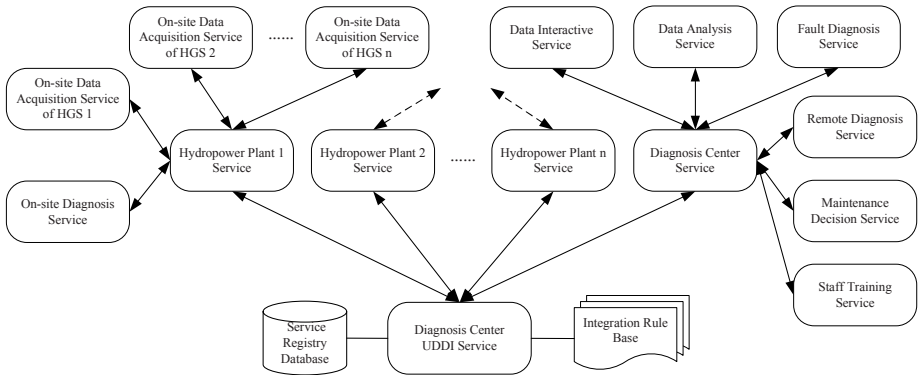 On-site Data
Acquisition Service
of HGS 2
......
On-site Data
Acquisition Service
of HGS n
Data Interactive
Service
Data Analysis
Service
Fault Diagnosis
Service
On-site Data
Acquisition Service
of HGS 1
Remote Diagnosis
Service
Hydropower Plant 1
Service
Hydropower Plant 2
Service
......
Hydropower Plant n
Service
Diagnosis Center
Service
On-site Diagnosis
Service
Maintenance
Decision Service
Staff Training
Service
Service
Registry
Database
Diagnosis Center
UDDI Service
Integration Rule
Base